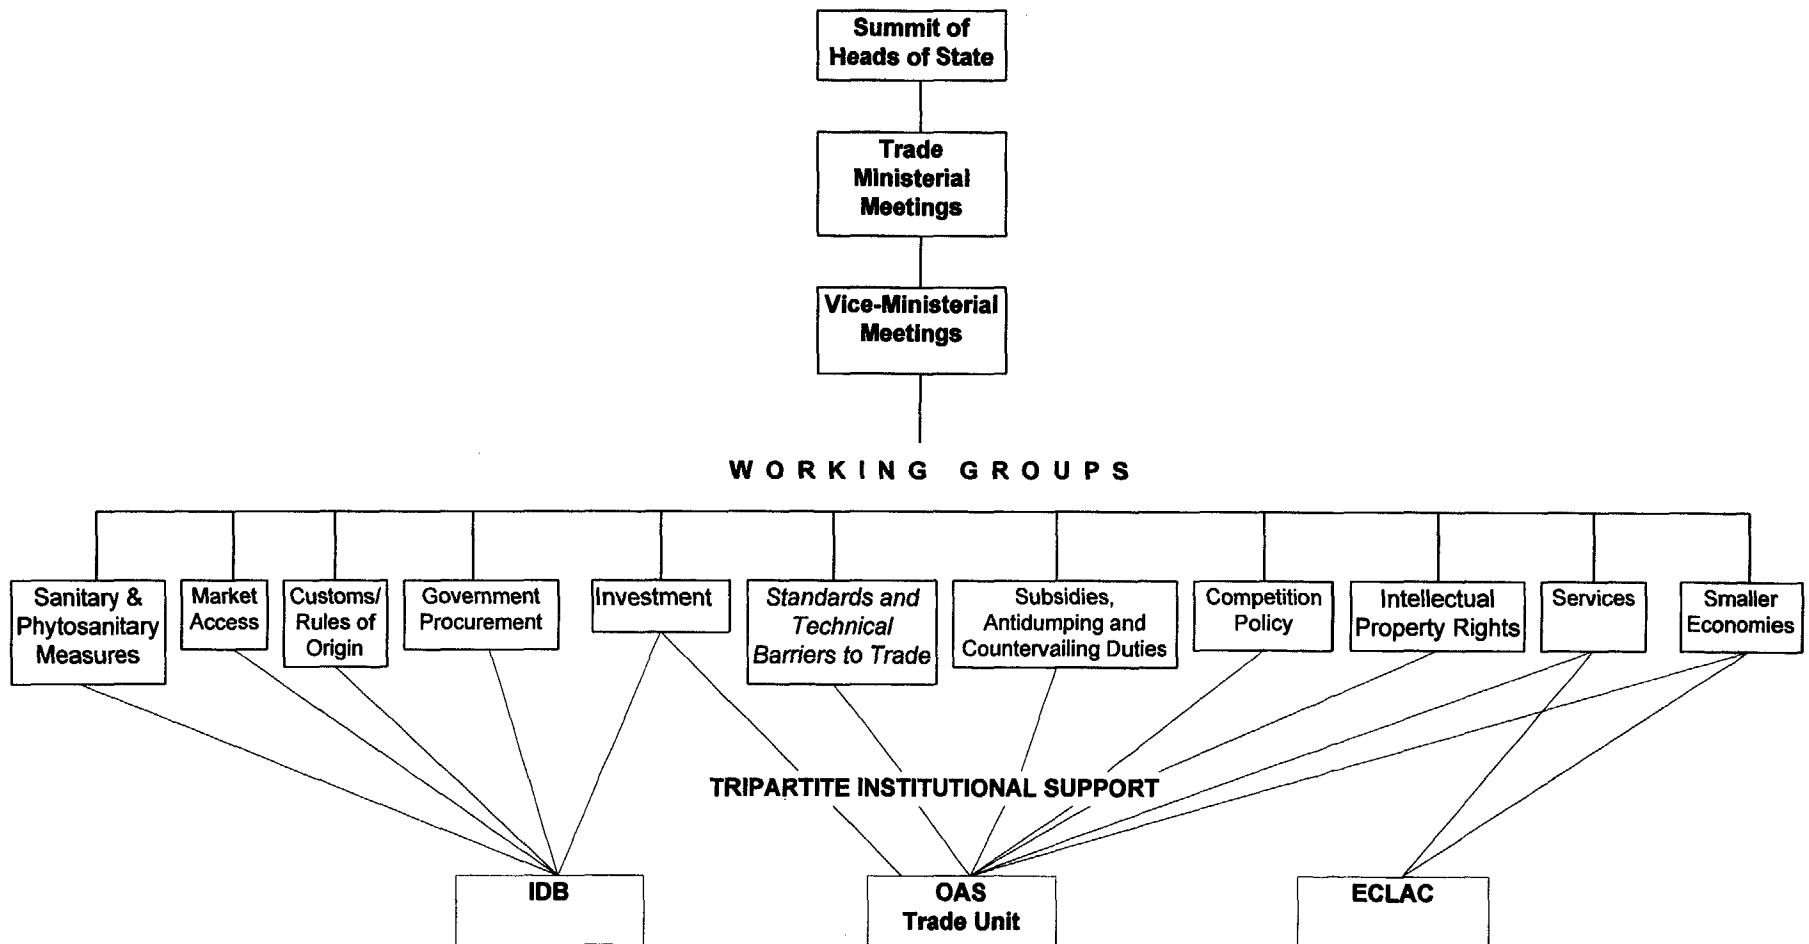 Summit of
Heads of State
Trade
Ministerial
Meetings
Vice-Ministerial
Meetings
WORKING GROUPS
Sanitary &
Phytosanitary
Measures
Market
Access
Customs/
Rules of
Origin
Government
Procurement
Investment
Standards and
Technical
Barriers to Trade
Subsidies,
Antidumping and
Countervailing Duties
Competition
Policy
Intellectual
Property Rights
Services
Smaller
Economies
TRIPARTITE INSTITUTIONAL SUPPORT
IDB
OAS
Trade Unit
ECLAC